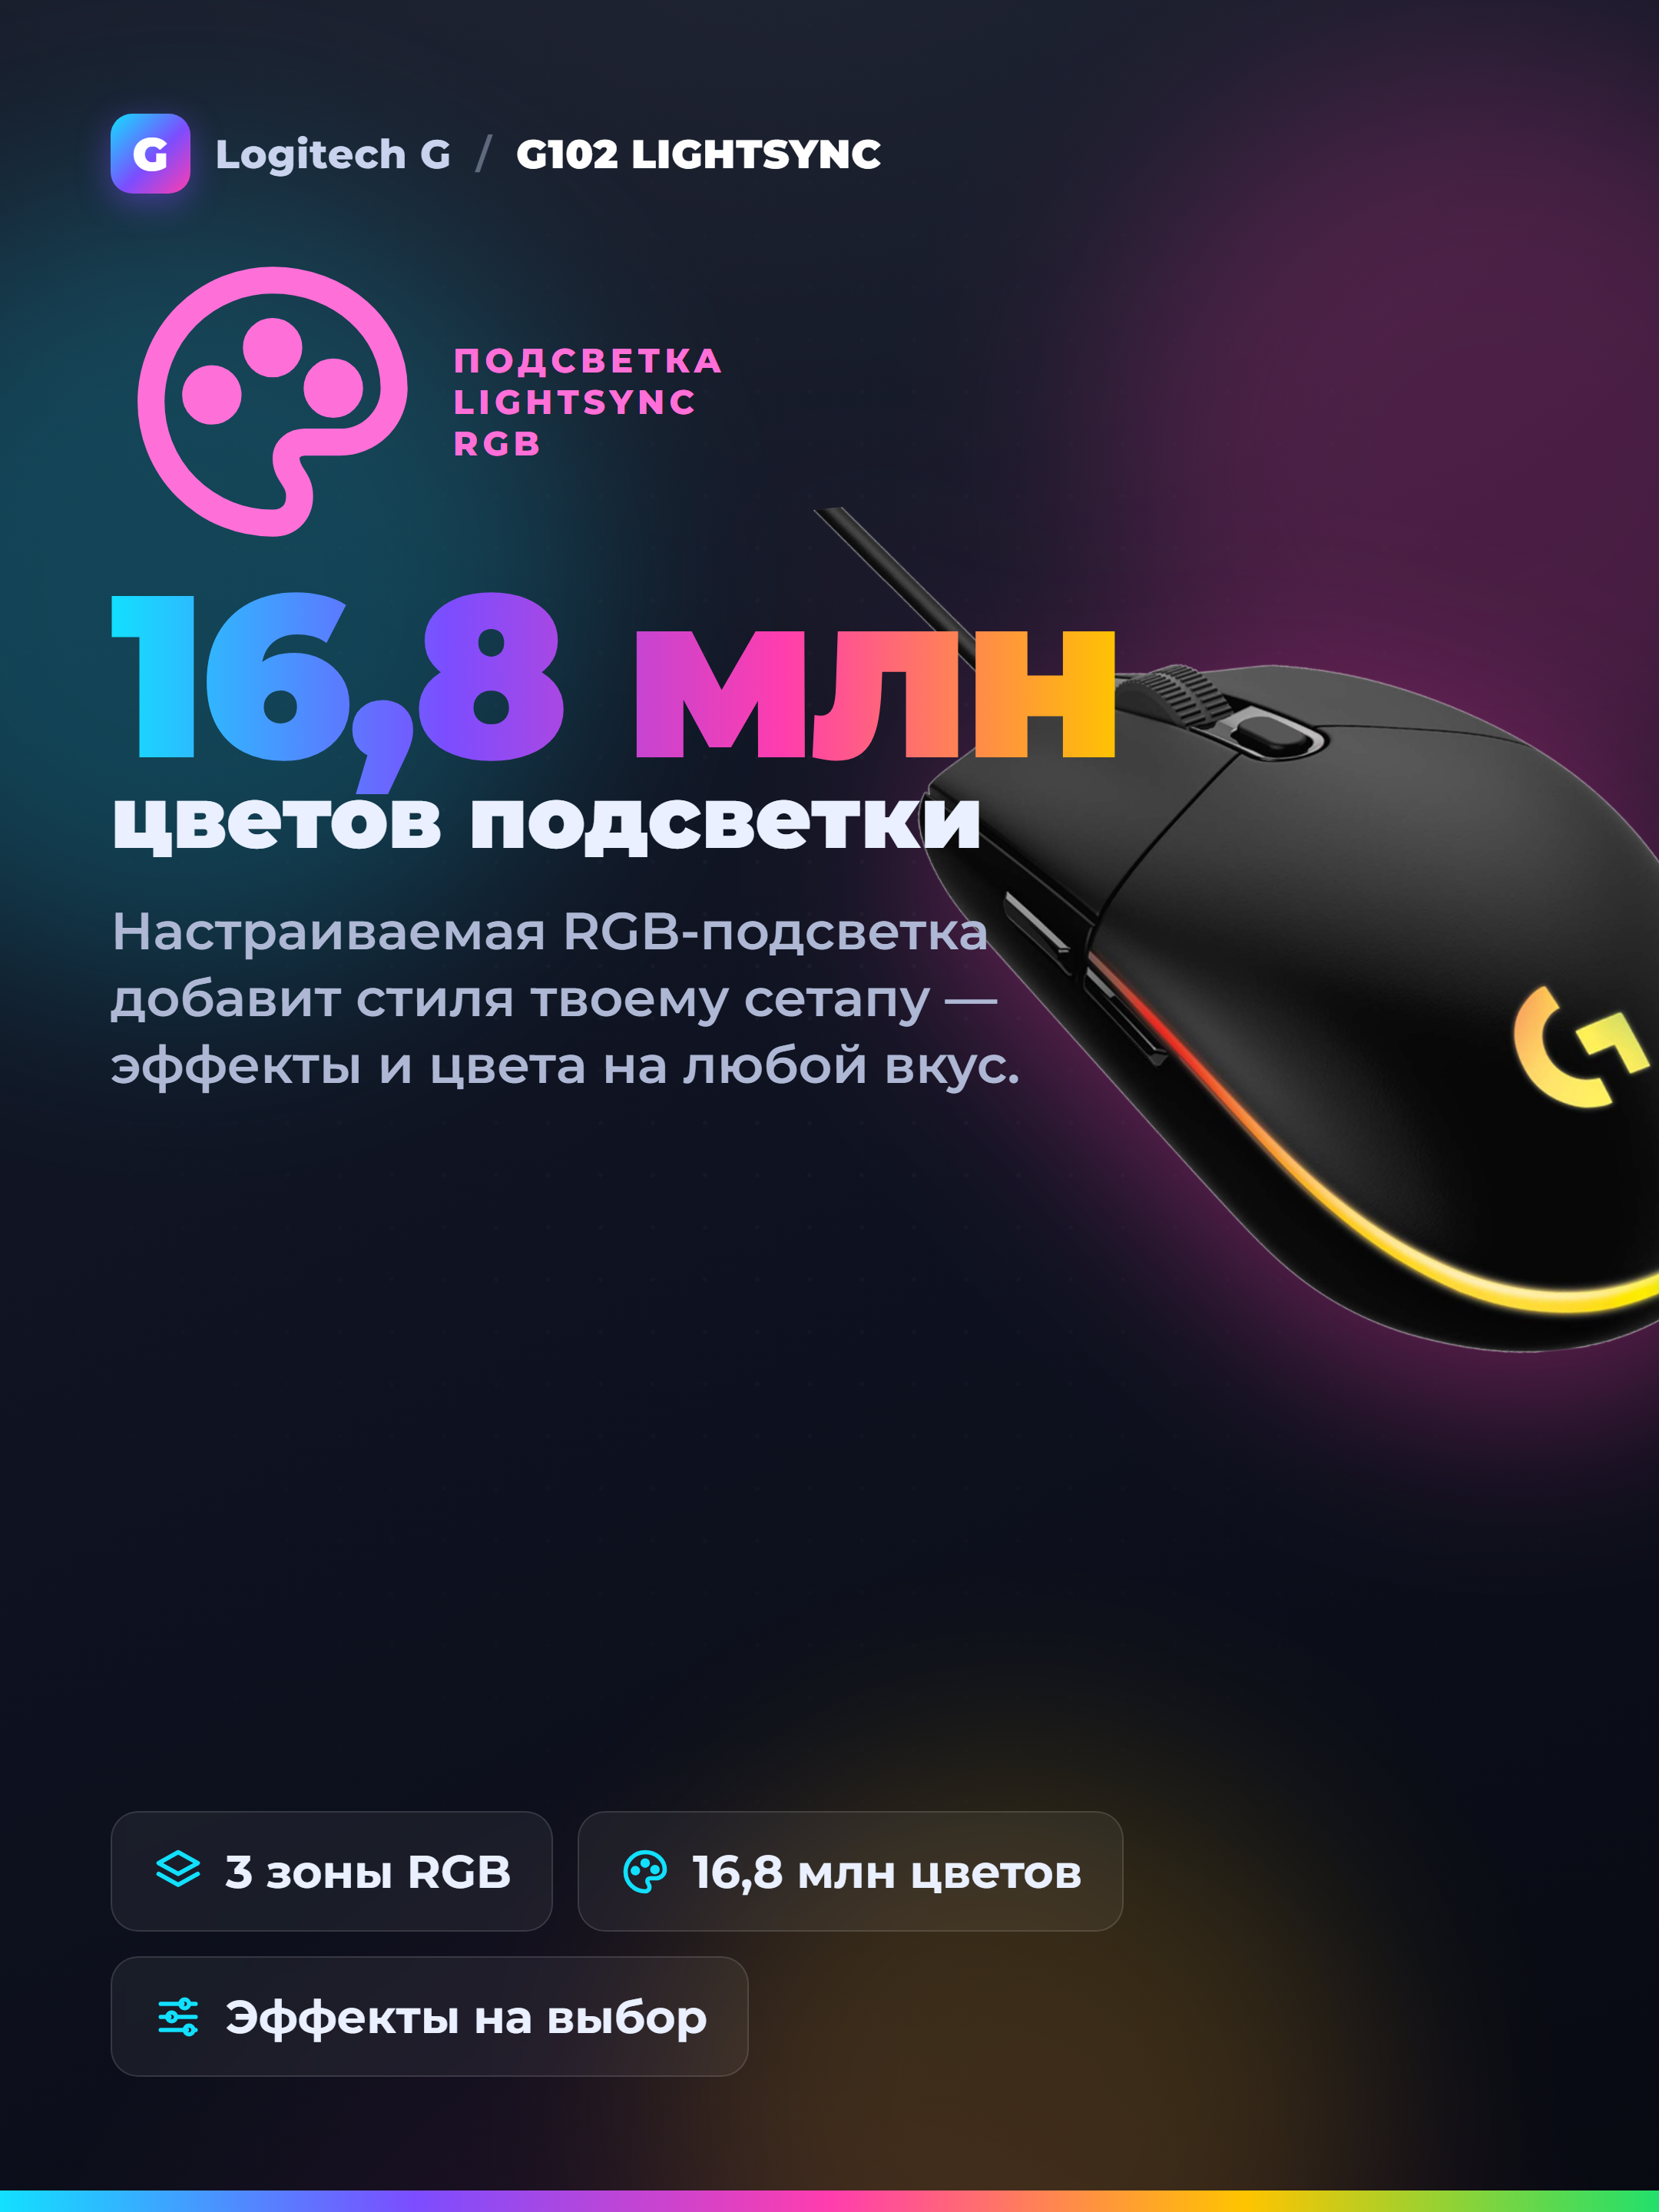 G Logitech G / G102 LIGHTSYNC
ПОДСВЕТКА
LIGHTSYNC
RGB
16,8 млн
цветов подсветки
Настраиваемая RGB-подсветка
добавит стиля твоему сетапу —
эффекты и цвета на любой вкус.
G
3 зоны RGB
16,8 млн цветов
Эффекты на выбор